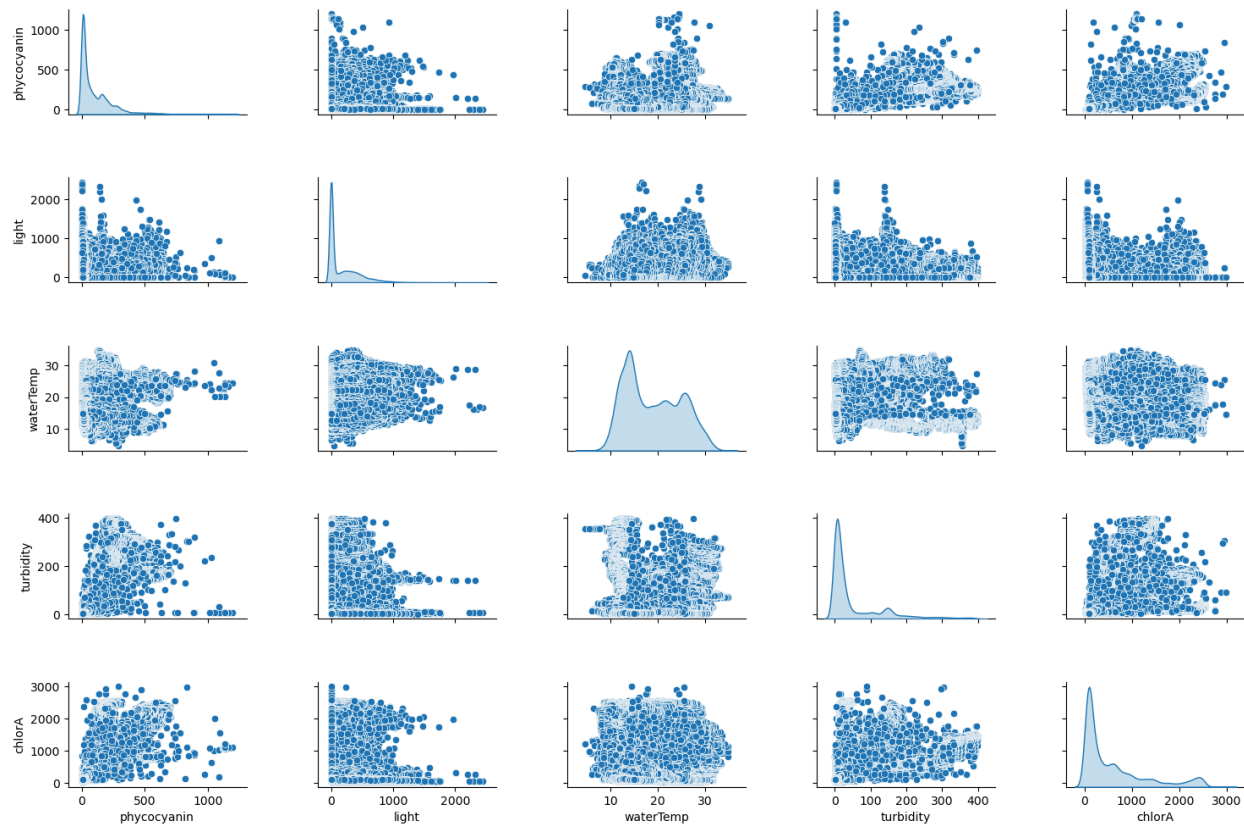 phycocyanin
1000
500
0
light
2000
1000
0
waterTemp
30
20
10
turbidity
400
200
0
chlorA
3000
2000
1000
0
0 500 1000
0 1000 2000
10 20 30
0 100 200 300 400
0 1000 2000 3000
phycocyanin light waterTemp turbidity chlorA